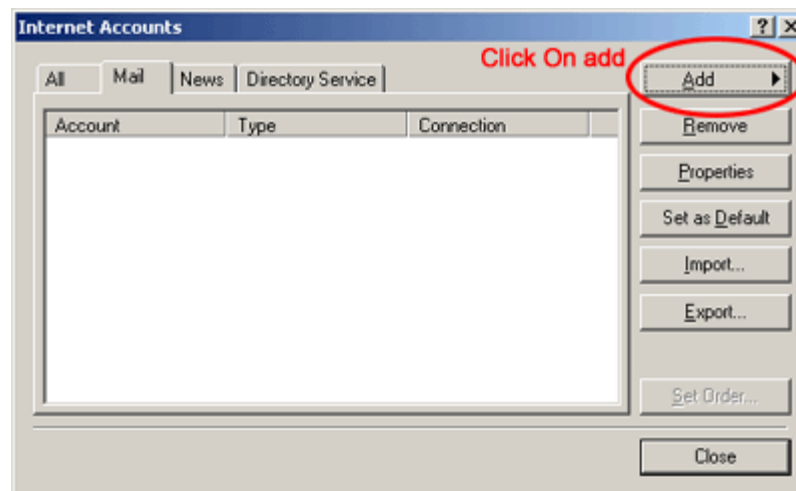 Internet Accounts
Click On add
All Mail News Directory Service
Add
Account Type Connection
Remove
Properties
Set as Default
Import...
Export...
Set Order...
Close